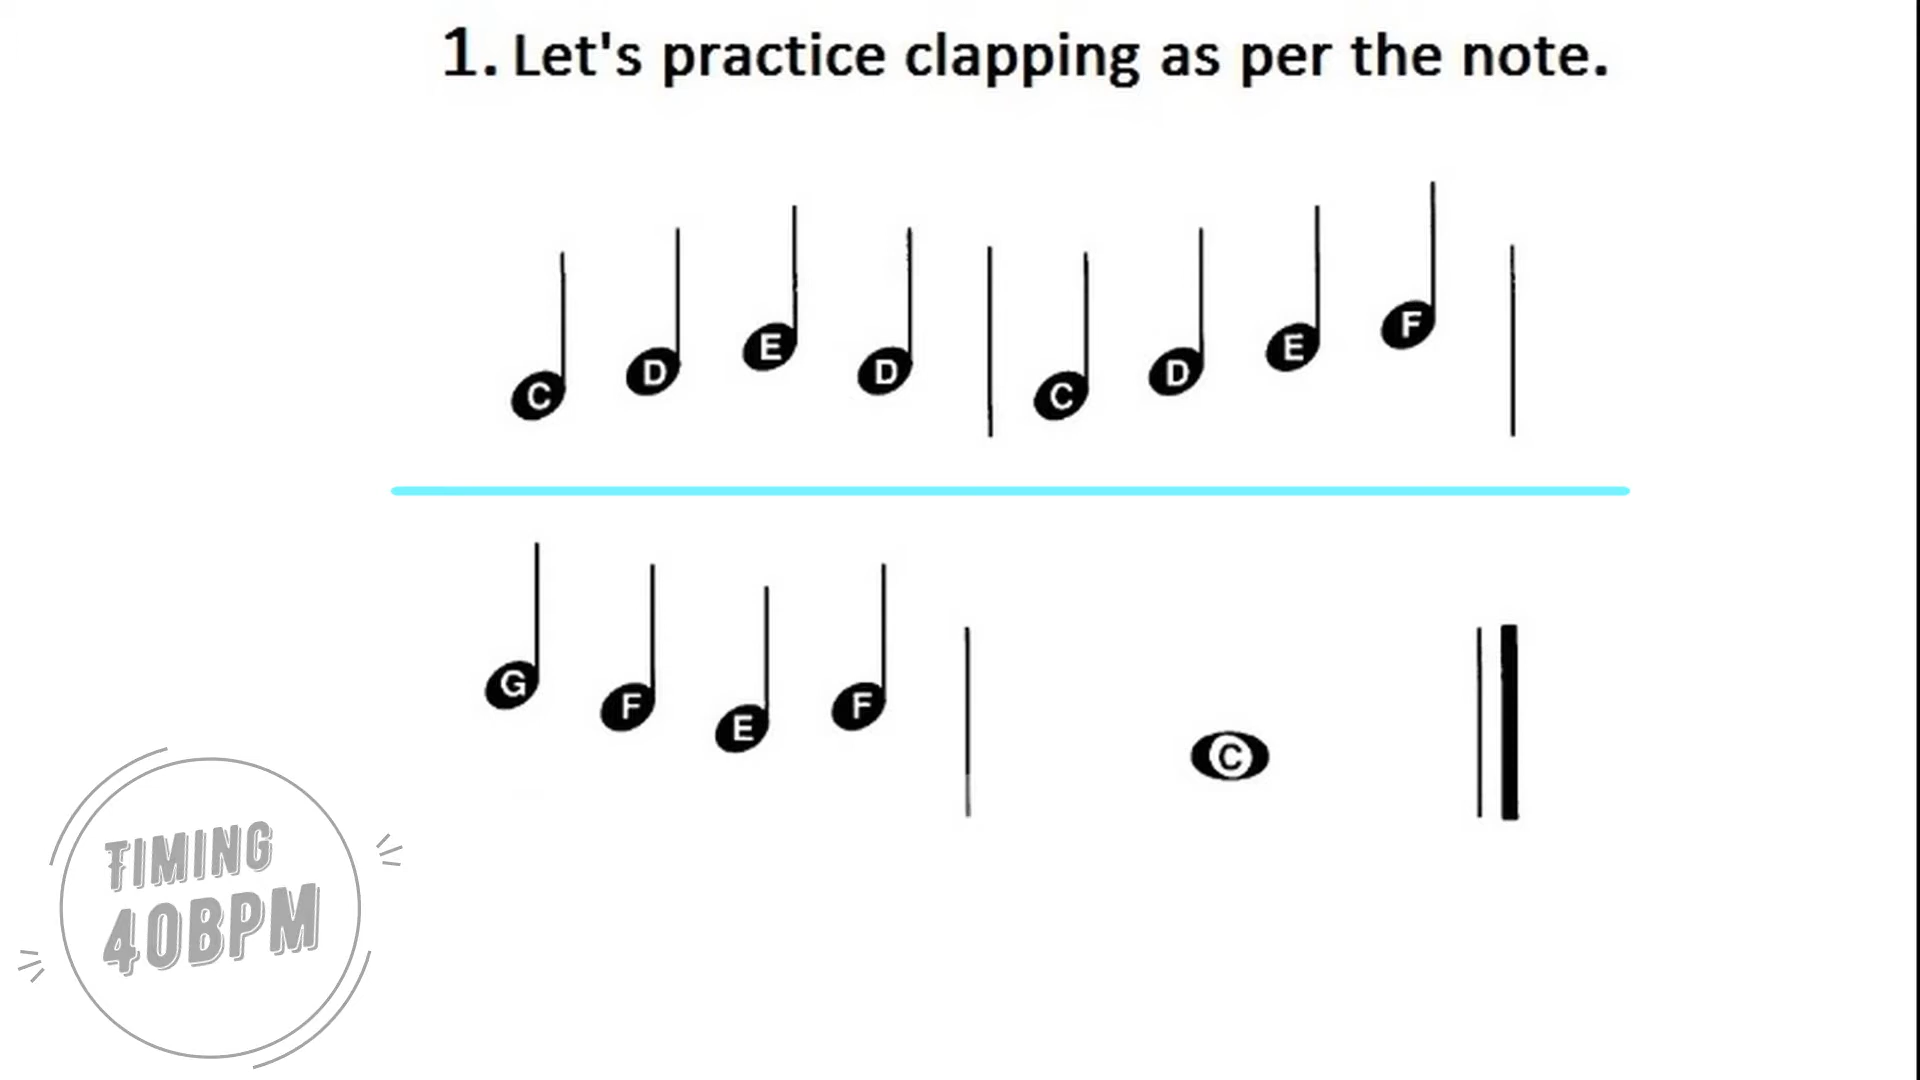 1. Let's practice clapping as per the note.
C D E D C D E F
G F E F C
TIMING
40BPM